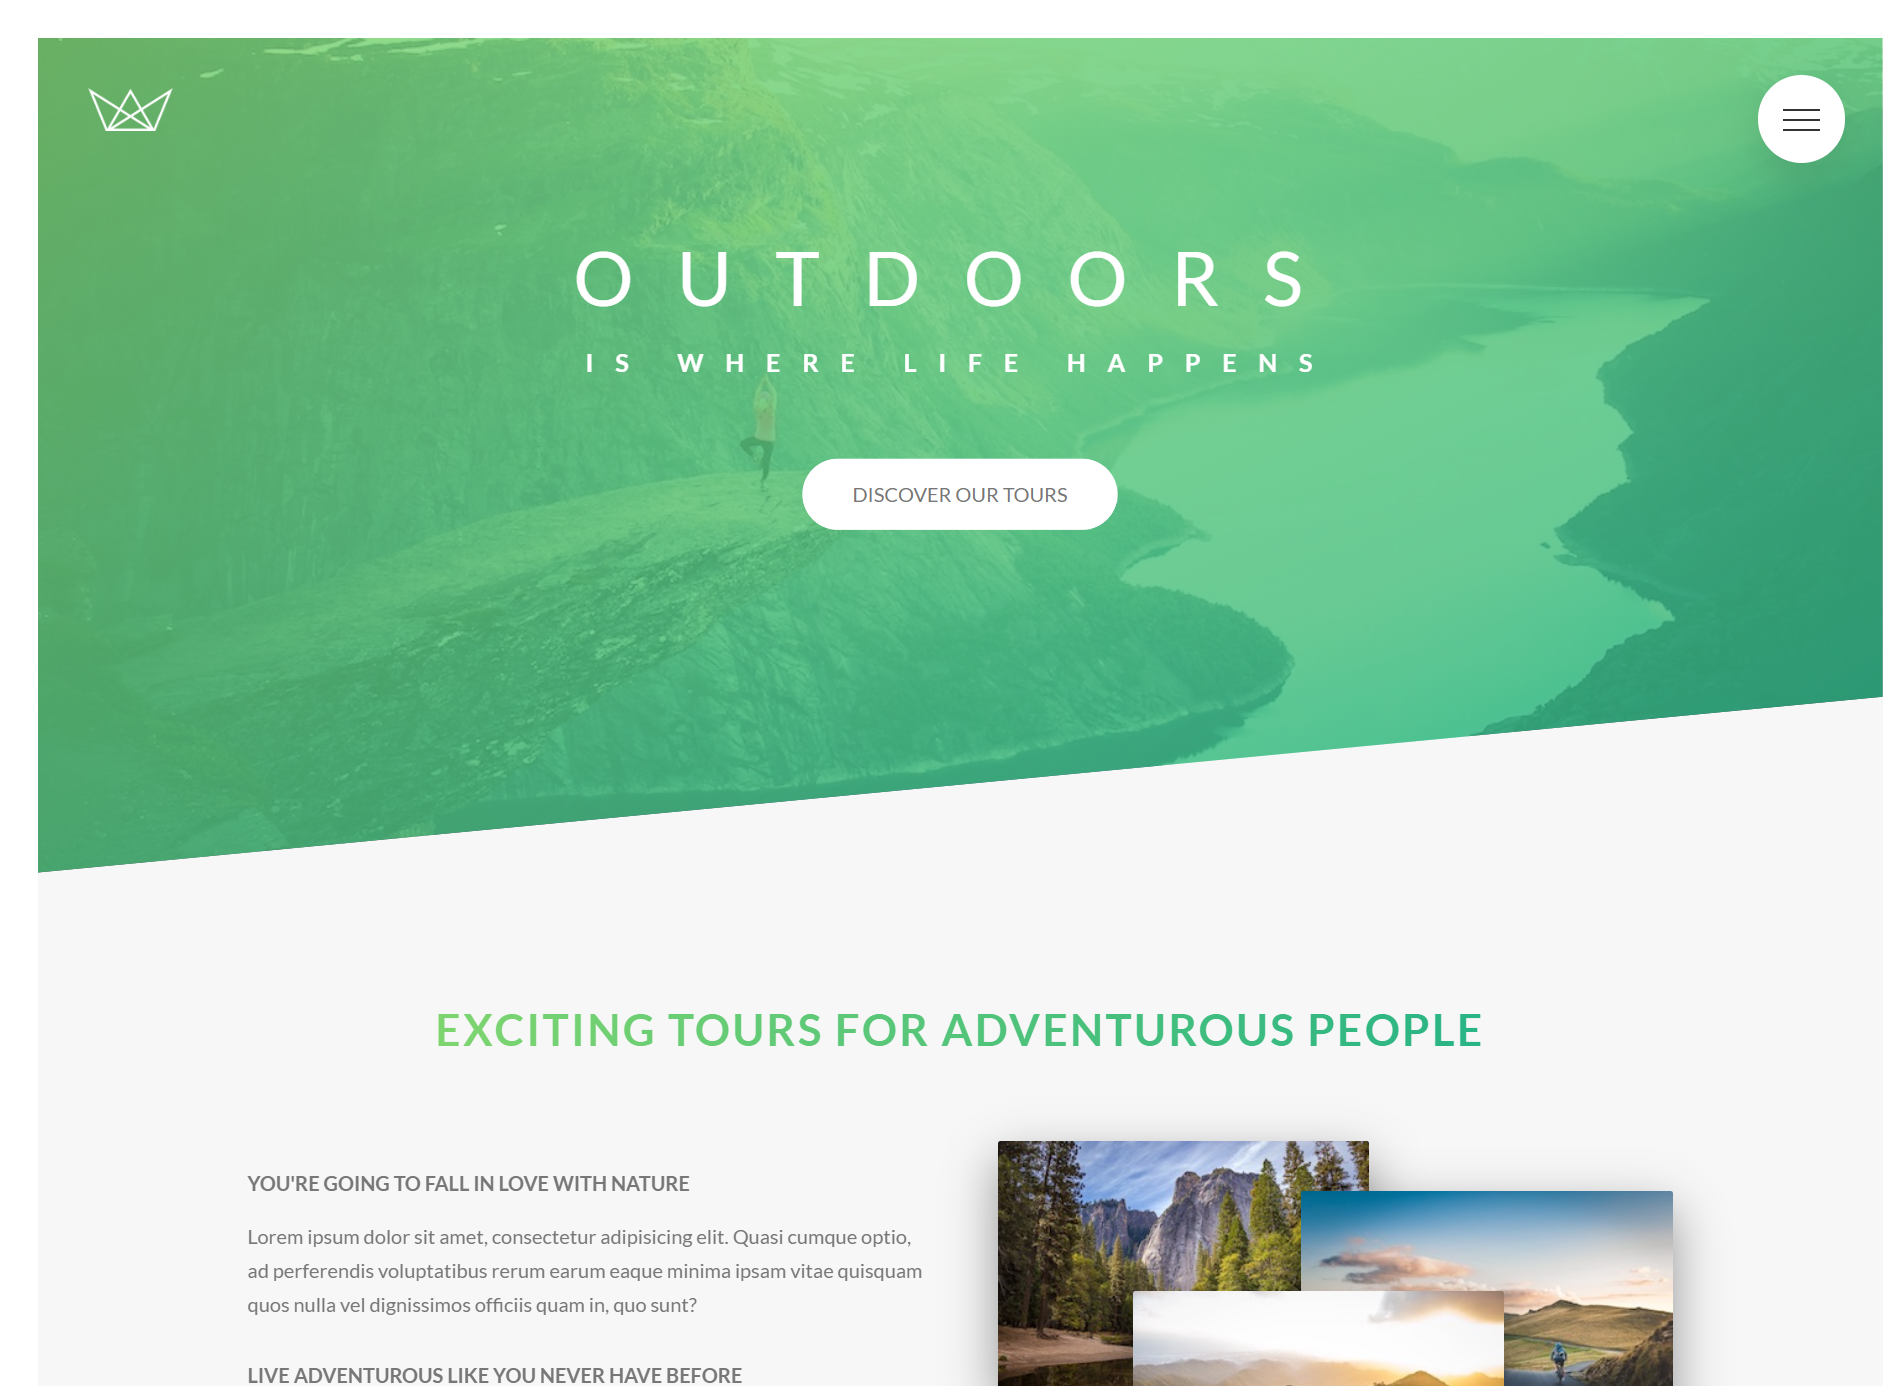 OUTDOORS
IS WHERE LIFE HAPPENS
DISCOVER OUR TOURS
EXCITING TOURS FOR ADVENTUROUS PEOPLE
YOU'RE GOING TO FALL IN LOVE WITH NATURE
Lorem ipsum dolor sit amet, consectetur adipisicing elit. Quasi cumque optio,
ad perferendis voluptatibus rerum earum eaque minima ipsam vitae quisquam
quos nulla vel dignissimos officiis quam in, quo sunt?
LIVE ADVENTUROUS LIKE YOU NEVER HAVE BEFORE